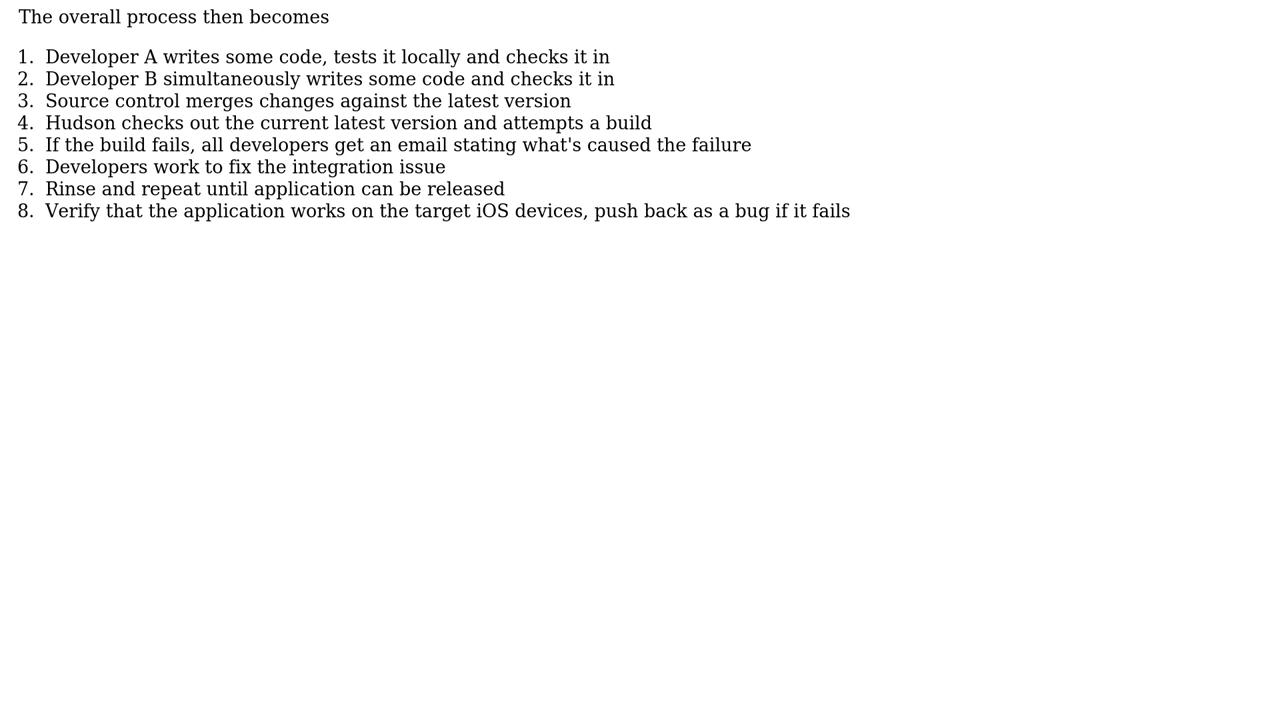 The overall process then becomes
1. Developer A writes some code, tests it locally and checks it in
2. Developer B simultaneously writes some code and checks it in
3. Source control merges changes against the latest version
4. Hudson checks out the current latest version and attempts a build
5. If the build fails, all developers get an email stating what's caused the failure
6. Developers work to fix the integration issue
7. Rinse and repeat until application can be released
8. Verify that the application works on the target iOS devices, push back as a bug if it fails